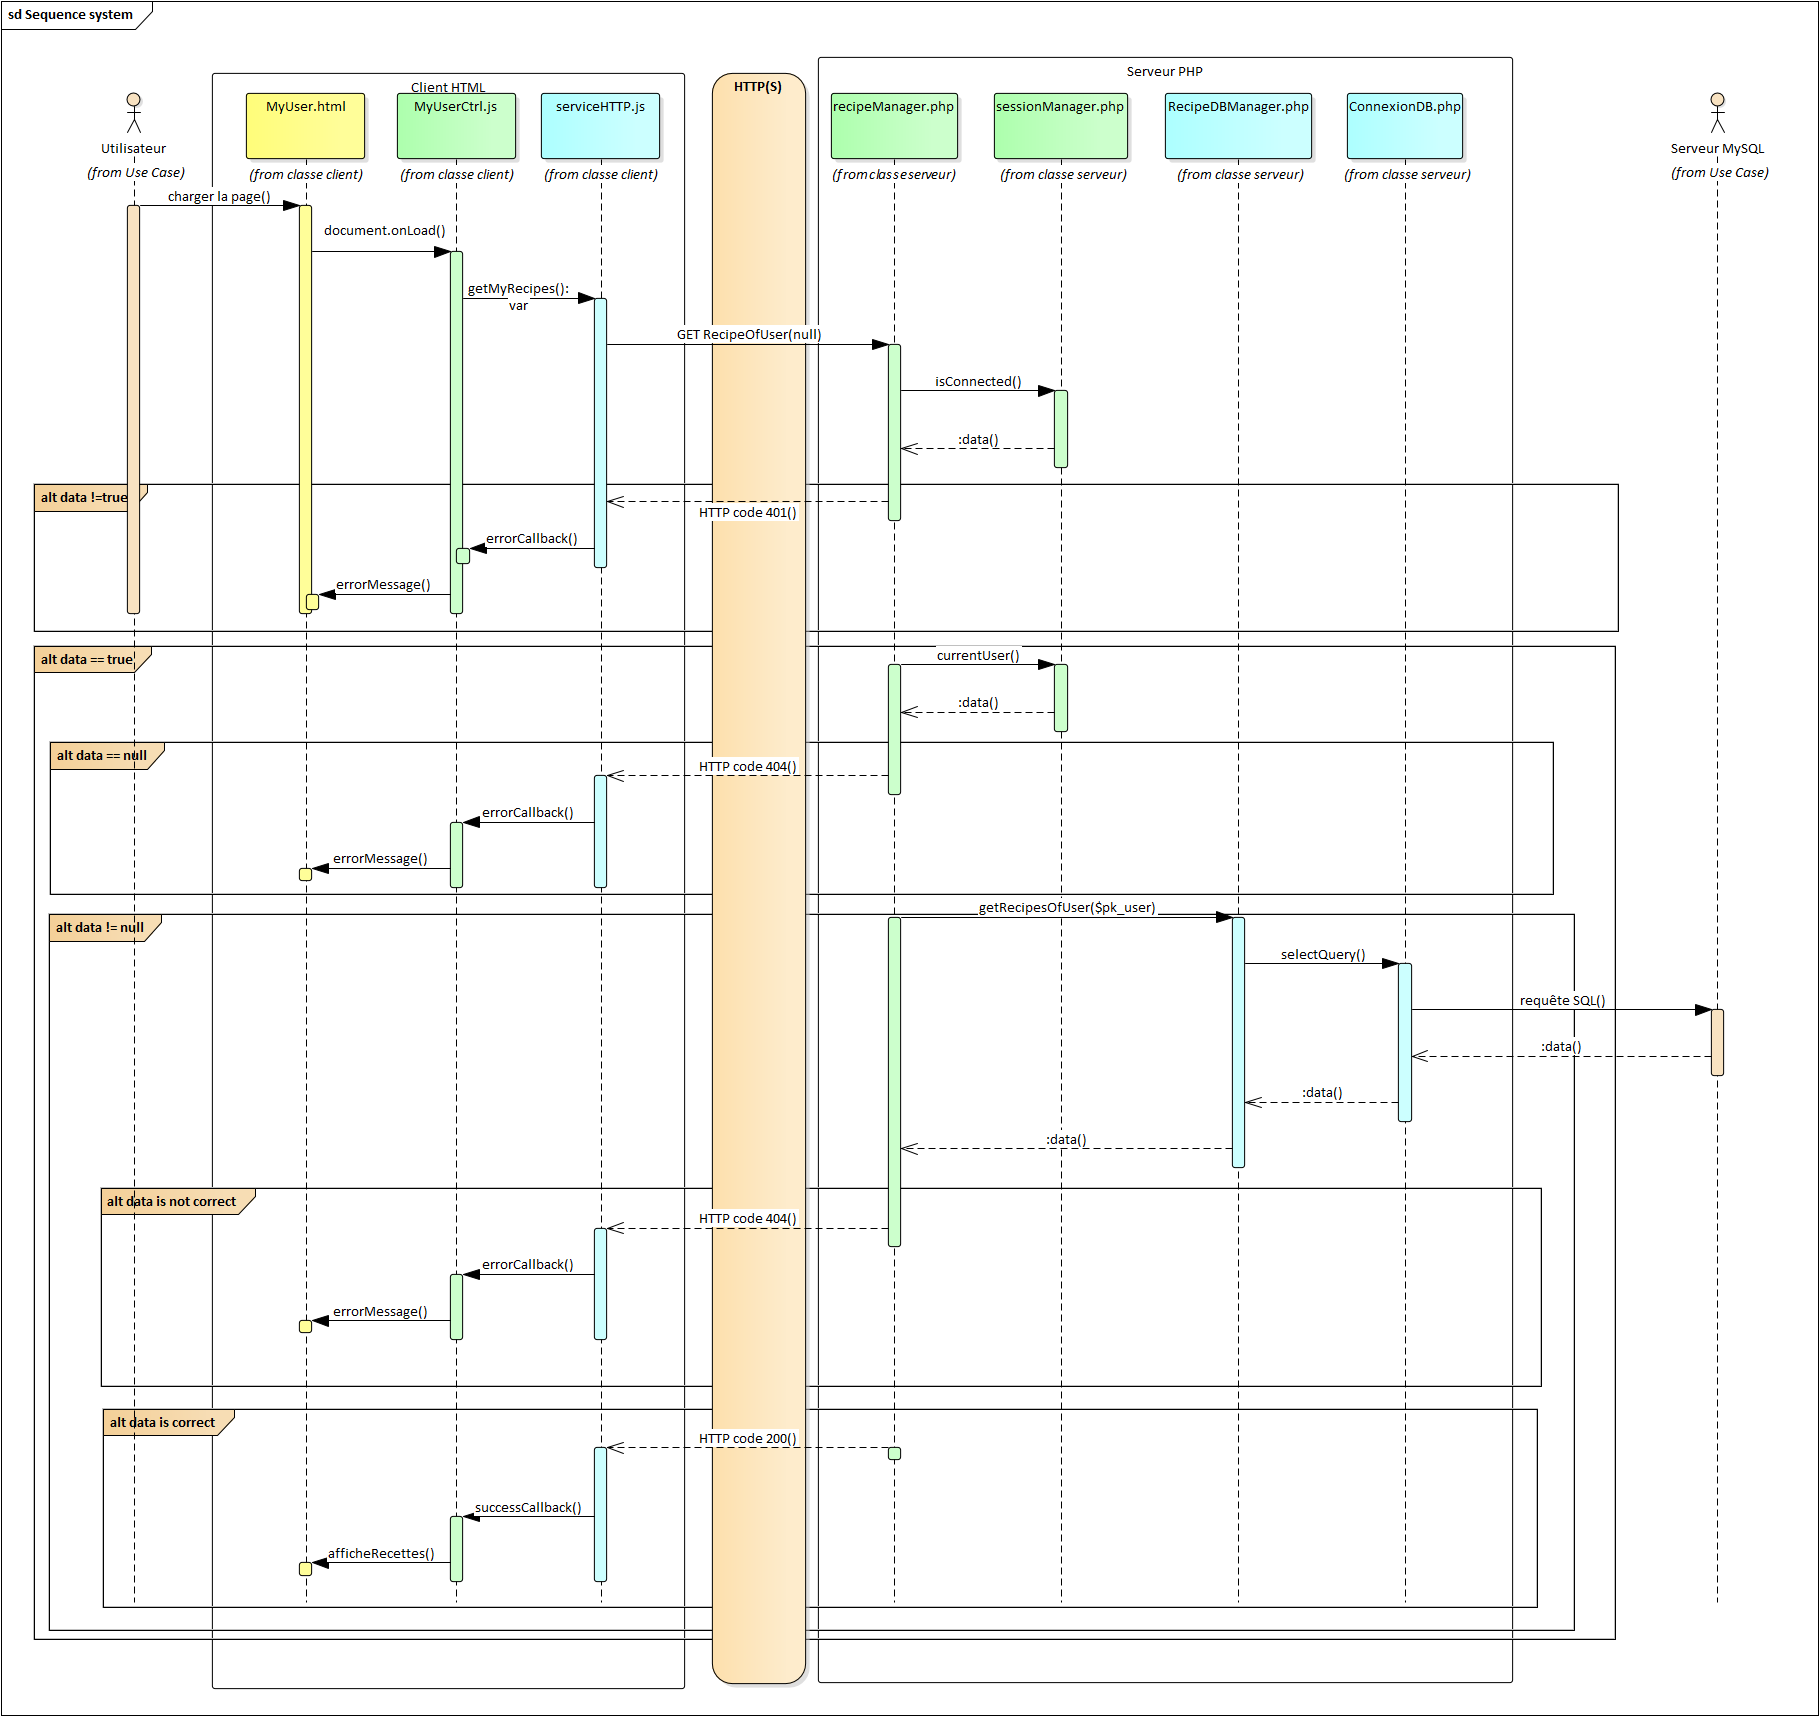 sd Sequence system
Client HTML
HTTP(S)
Serveur PHP
MyUser.html
MyUserCtrl.js
serviceHTTP.js
recipeManager.php
sessionManager.php
RecipeDBManager.php
ConnexionDB.php
Utilisateur
Serveur MySQL
(from Use Case)
(from classe client)
(from classe client)
(from classe client)
(from classe serveur)
(from classe serveur)
(from classe serveur)
(from classe serveur)
(from Use Case)
charger la page()
document.onLoad()
getMyRecipes():
var
GET RecipeOfUser(null)
isConnected()
:data()
alt data !=true
HTTP code 401()
errorCallback()
errorMessage()
alt data == true
currentUser()
:data()
alt data == null
HTTP code 404()
errorCallback()
errorMessage()
alt data != null
getRecipesOfUser($pk_user)
selectQuery()
requête SQL()
:data()
:data()
:data()
alt data is not correct
HTTP code 404()
errorCallback()
errorMessage()
alt data is correct
HTTP code 200()
successCallback()
afficheRecettes()